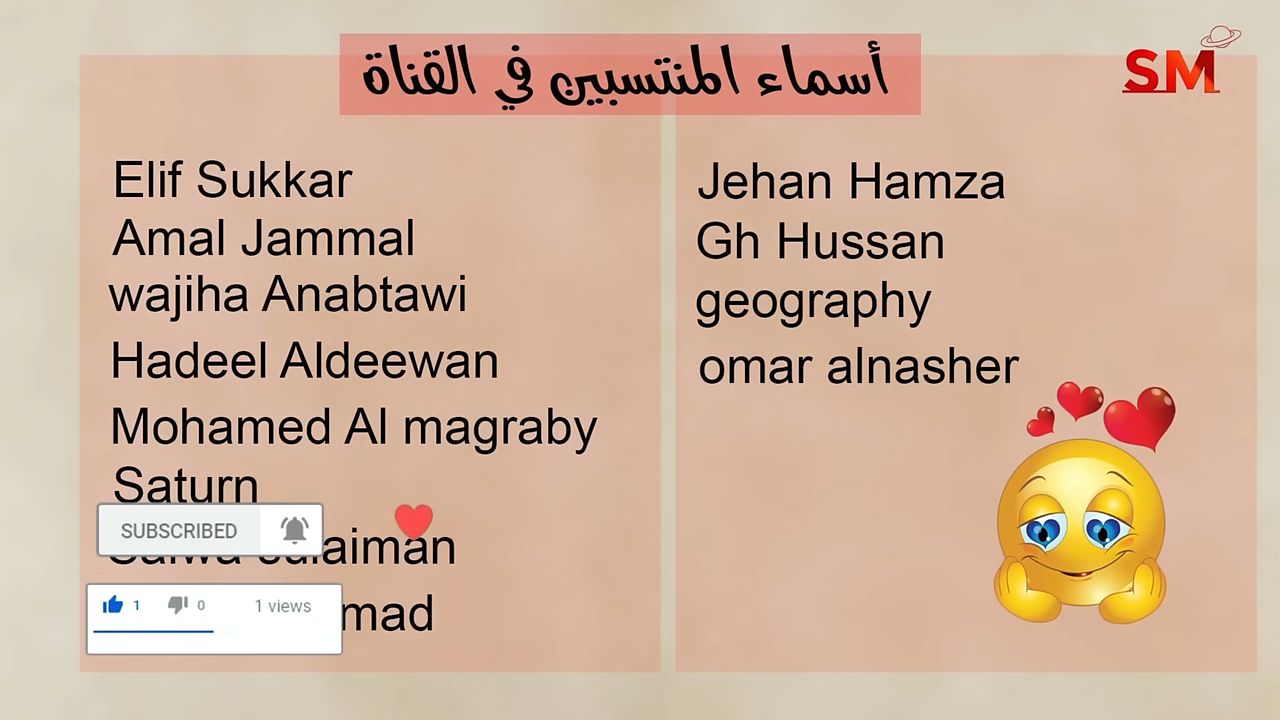 أسماء المنتسبين في القناة
SM
Elif Sukkar
Amal Jammal
wajiha Anabtawi
Hadeel Aldeewan
Mohamed Al magraby
Saturn
SUBSCRIBED
1 0 1 views
Jehan Hamza
Gh Hussan
geography
omar alnasher